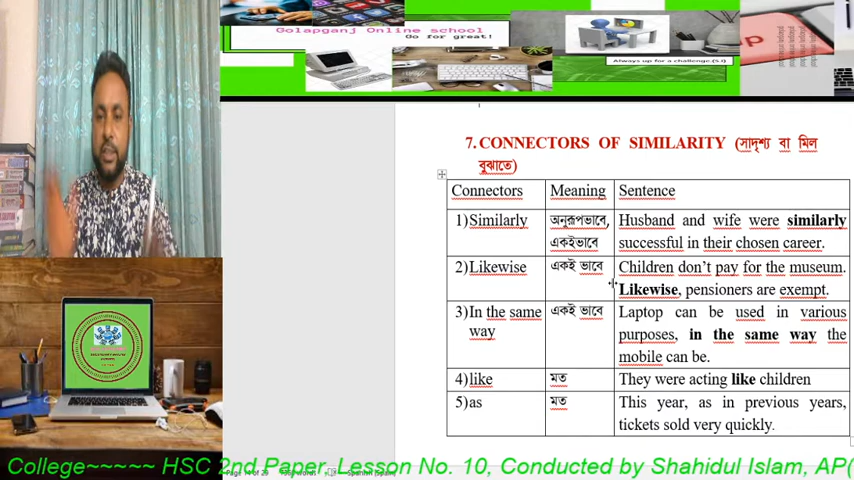 Golapganj Online school
Go for great!
Always up for a challenge.(S.I)
7. CONNECTORS OF SIMILARITY (সাদৃশ্য বা মিল
বুঝাতে)
Connectors Meaning Sentence
1) Similarly অনুরূপভাবে, Husband and wife were similarly
একইভাবে successful in their chosen career.
2) Likewise একই ভাবে Children don't pay for the museum.
Likewise, pensioners are exempt.
3) In the same একই ভাবে Laptop can be used in various
way purposes, in the same way the
mobile can be.
4) like মত They were acting like children
5) as মত This year, as in previous years,
tickets sold very quickly.
College~~~~~ HSC 2nd Paper, Lesson No. 10, Conducted by Shahidul Islam, AP(